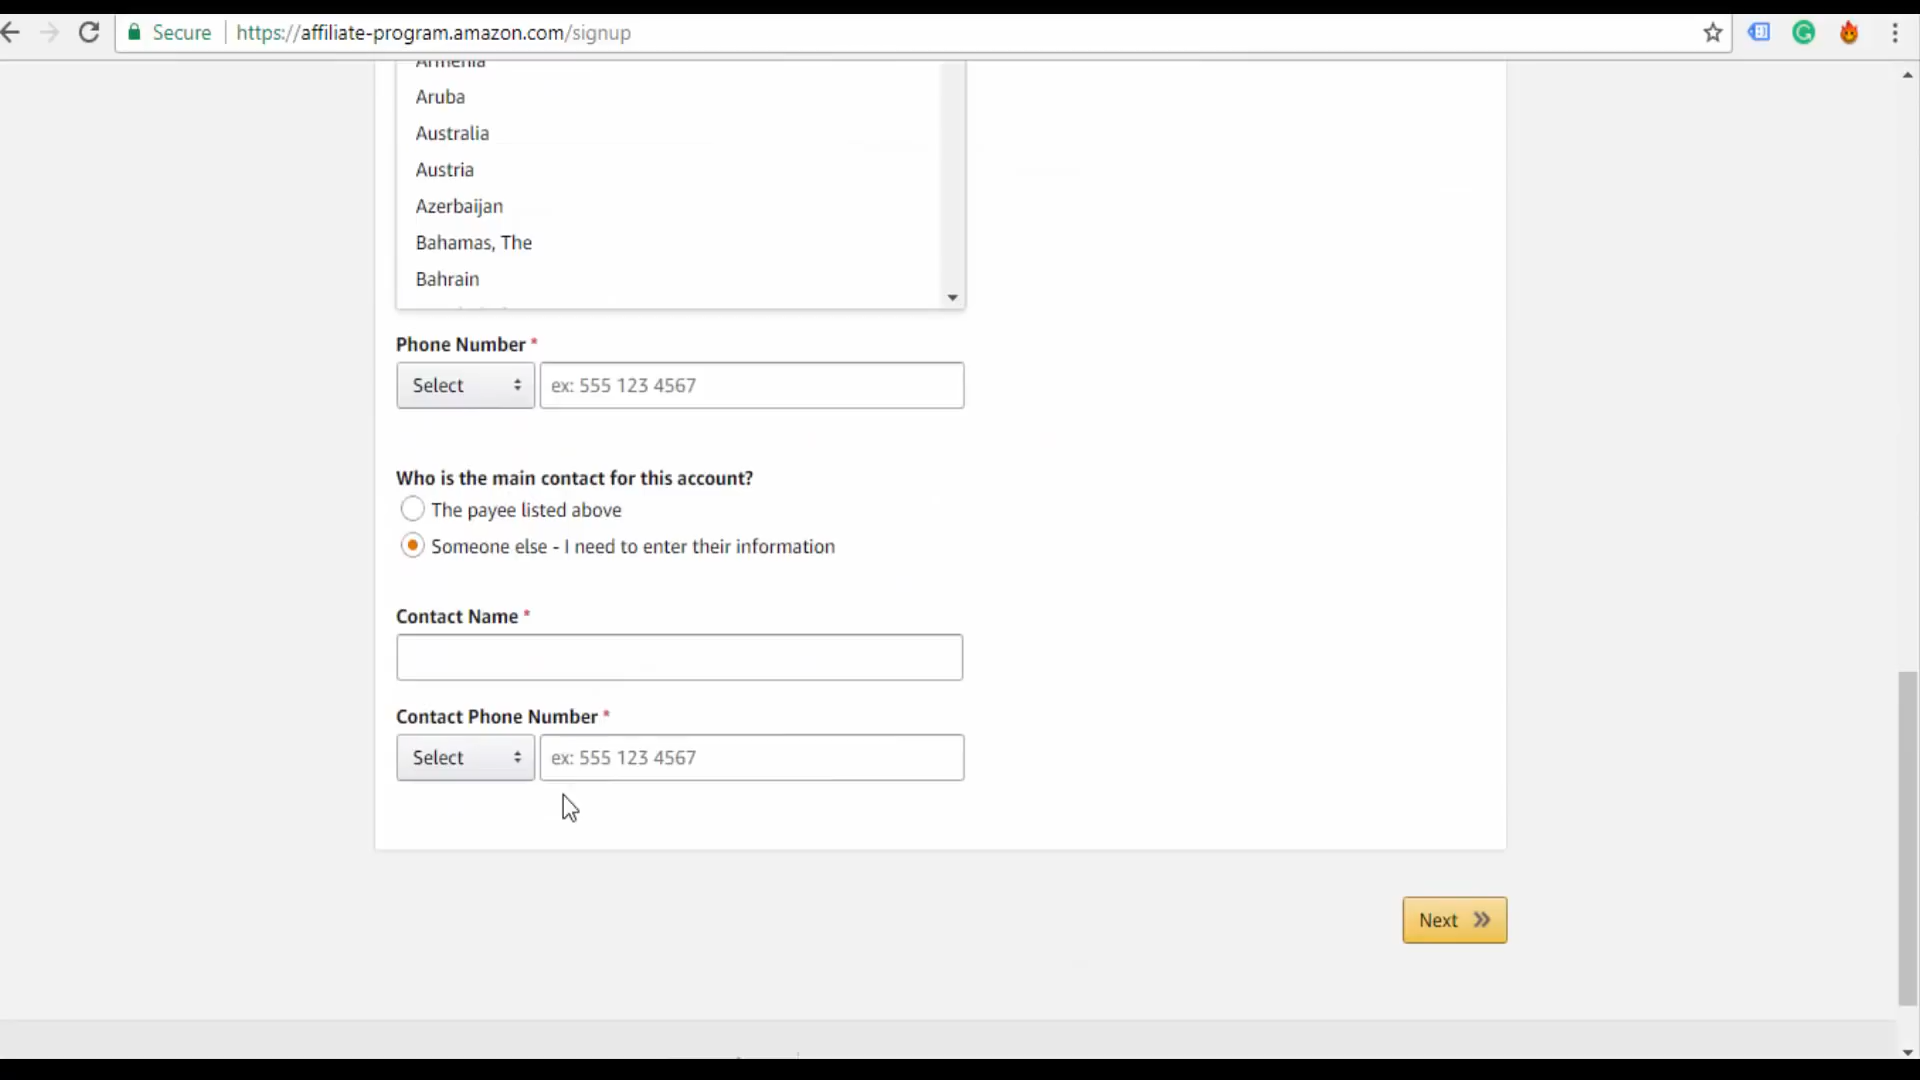 Secure https://affiliate-program.amazon.com/signup
Armenia
Aruba
Australia
Austria
Azerbaijan
Bahamas, The
Bahrain
Phone Number *
Select ex: 555 123 4567
Who is the main contact for this account?
The payee listed above
Someone else - I need to enter their information
Contact Name *
Contact Phone Number *
Select ex: 555 123 4567
Next »